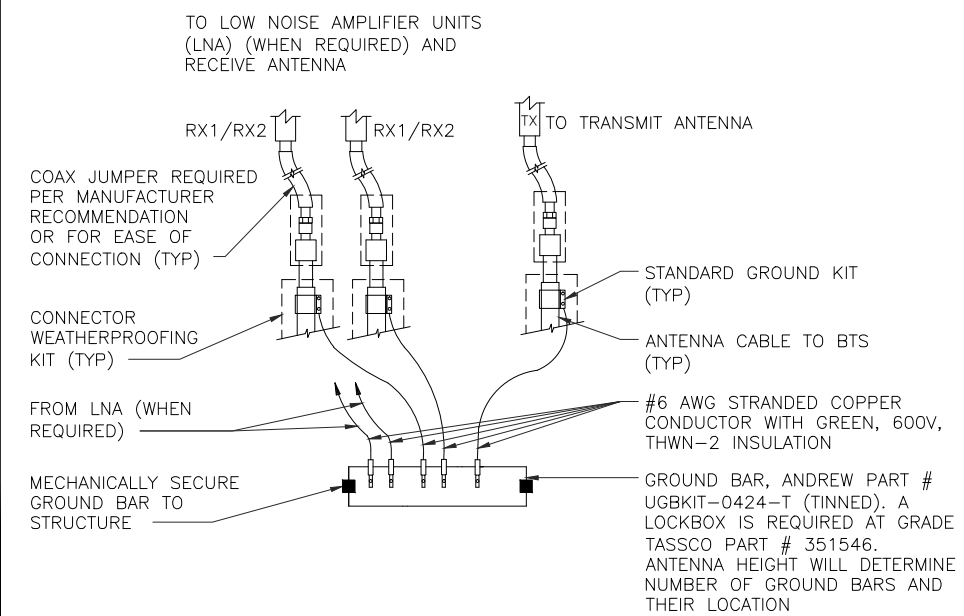 TO LOW NOISE AMPLIFIER UNITS
(LNA) (WHEN REQUIRED) AND
RECEIVE ANTENNA
RX1/RX2
RX1/RX2
TX
TO TRANSMIT ANTENNA
COAX JUMPER REQUIRED
PER MANUFACTURER
RECOMMENDATION
OR FOR EASE OF
CONNECTION (TYP)
STANDARD GROUND KIT
(TYP)
CONNECTOR
WEATHERPROOFING
KIT (TYP)
ANTENNA CABLE TO BTS
(TYP)
FROM LNA (WHEN
REQUIRED)
#6 AWG STRANDED COPPER
CONDUCTOR WITH GREEN, 600V,
THWN-2 INSULATION
MECHANICALLY SECURE
GROUND BAR TO
STRUCTURE
GROUND BAR, ANDREW PART #
UGBKIT-0424-T (TINNED). A
LOCKBOX IS REQUIRED AT GRADE
TASSCO PART # 351546.
ANTENNA HEIGHT WILL DETERMINE
NUMBER OF GROUND BARS AND
THEIR LOCATION